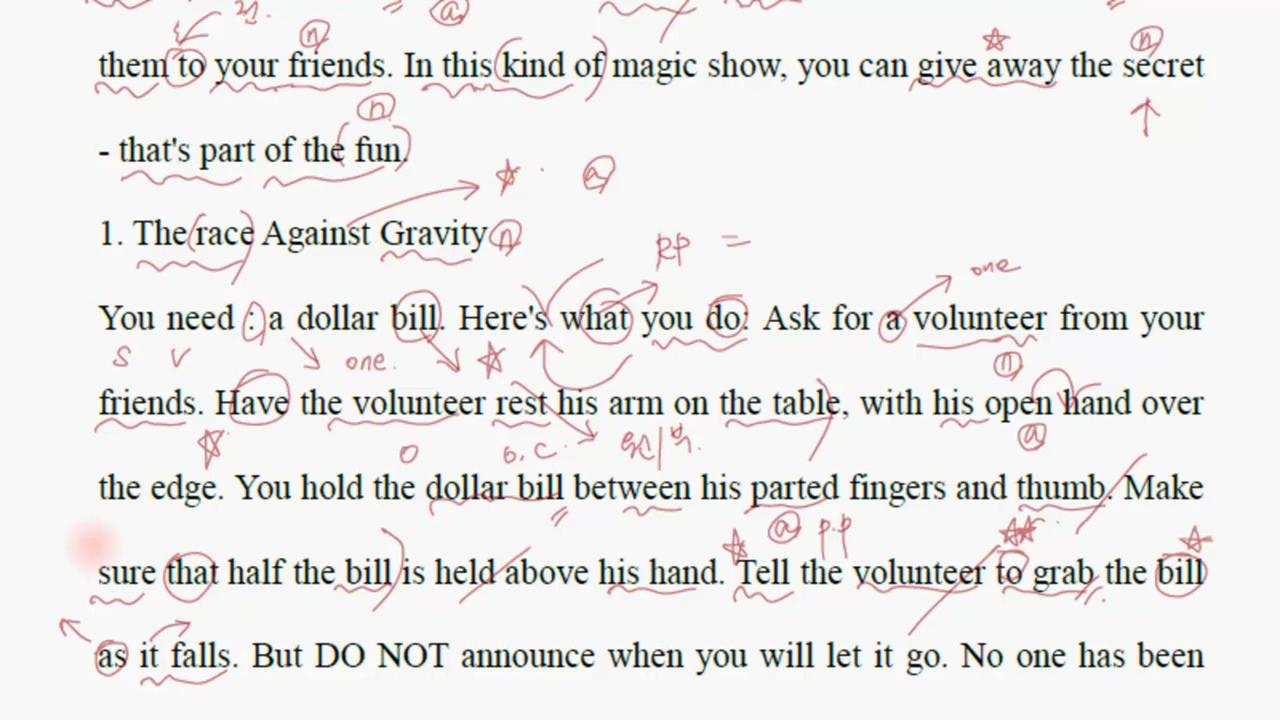 them to your friends. In this kind of magic show, you can give away the secret
- that's part of the fun.
1. The race Against Gravity
You need : a dollar bill. Here's what you do: Ask for a volunteer from your
friends. Have the volunteer rest his arm on the table, with his open hand over
the edge. You hold the dollar bill between his parted fingers and thumb. Make
sure that half the bill is held above his hand. Tell the volunteer to grab the bill
as it falls. But DO NOT announce when you will let it go. No one has been